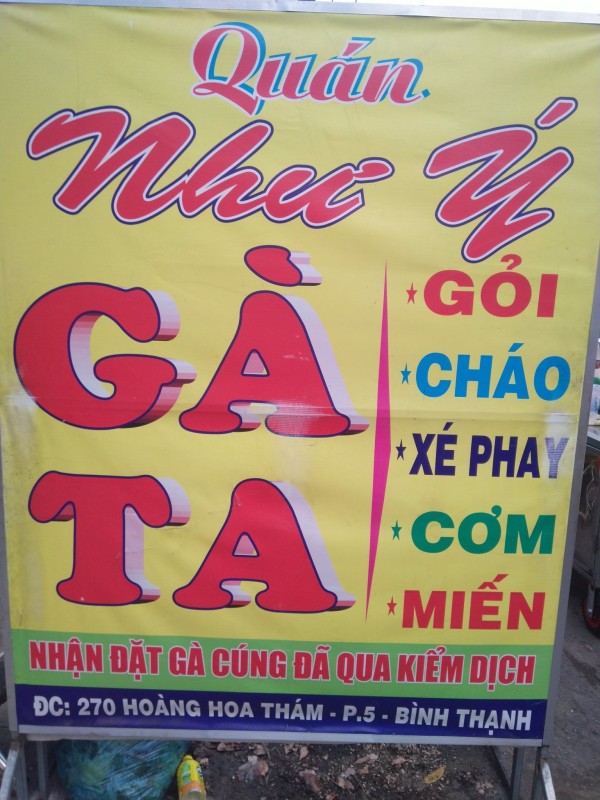 Quán
Như Ý
GÀ
TA
GỎI
CHÁO
XÉ PHAY
CƠM
MIẾN
NHẬN ĐẶT GÀ CÚNG ĐÃ QUA KIỂM DỊCH
ĐC: 270 HOÀNG HOA THÁM - P.5 - BÌNH THẠNH